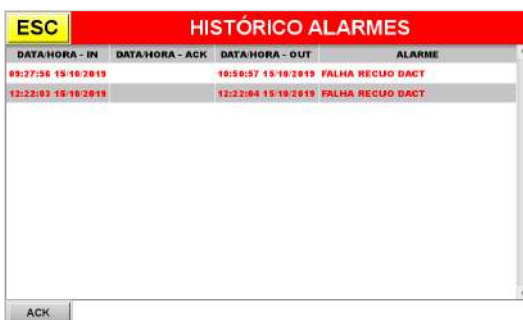 ESC HISTÓRICO ALARMES
DATA/HORA - IN DATA/HORA - ACK DATA/HORA - OUT ALARME
09:27:56 15/10/2019 10:50:57 15/10/2019 FALHA RECUO DACT
12:22:03 15/10/2019 12:22:04 15/10/2019 FALHA RECUO DACT
ACK